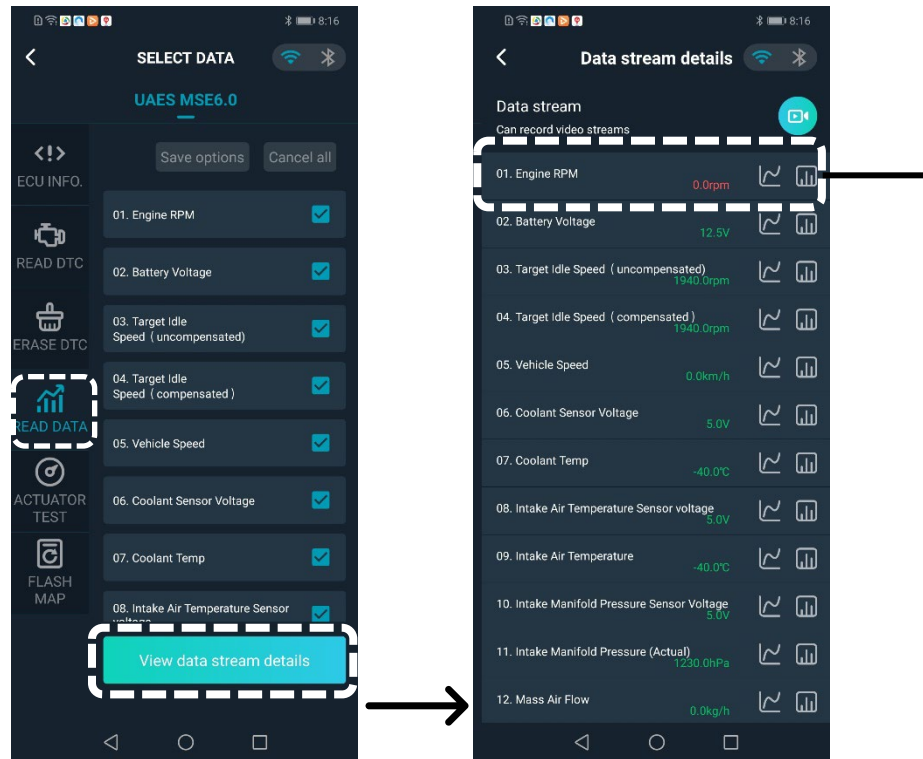 8:16
SELECT DATA
UAES MSE6.0
ECU INFO.
READ DTC
ERASE DTC
READ DATA
ACTUATOR
TEST
FLASH
MAP
Save options
Cancel all
01. Engine RPM
02. Battery Voltage
03. Target Idle
Speed ( uncompensated)
04. Target Idle
Speed ( compensated )
05. Vehicle Speed
06. Coolant Sensor Voltage
07. Coolant Temp
08. Intake Air Temperature Sensor
voltage
View data stream details
8:16
Data stream details
Data stream
Can record video streams
01. Engine RPM
0.0rpm
02. Battery Voltage
12.5V
03. Target Idle Speed ( uncompensated)
1940.0rpm
04. Target Idle Speed ( compensated )
1940.0rpm
05. Vehicle Speed
0.0km/h
06. Coolant Sensor Voltage
5.0V
07. Coolant Temp
-40.0℃
08. Intake Air Temperature Sensor voltage
5.0V
09. Intake Air Temperature
-40.0℃
10. Intake Manifold Pressure Sensor Voltage
5.0V
11. Intake Manifold Pressure (Actual)
1230.0hPa
12. Mass Air Flow
0.0kg/h